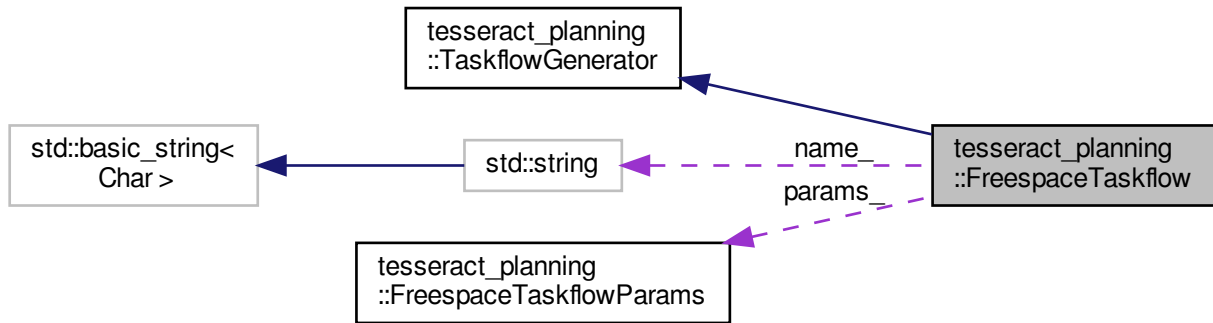 tesseract_planning
::TaskflowGenerator
std::basic_string<
Char >
std::string
name_
params_
tesseract_planning
::FreespaceTaskflow
tesseract_planning
::FreespaceTaskflowParams